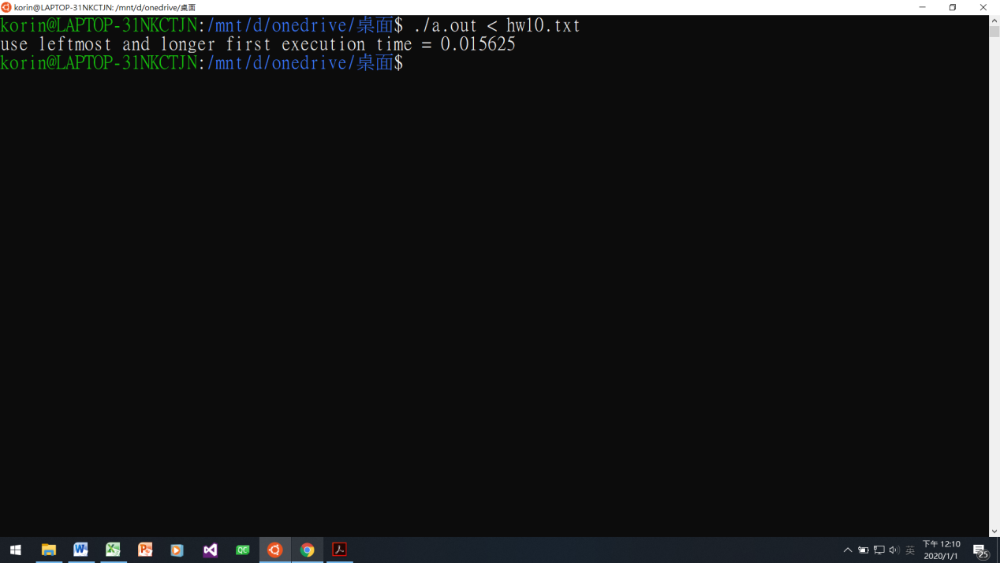 korin@LAPTOP-31NKCTJN: /mnt/d/onedrive/桌面
korin@LAPTOP-31NKCTJN:/mnt/d/onedrive/桌面$ ./a.out < hw10.txt
use leftmost and longer first execution time = 0.015625
korin@LAPTOP-31NKCTJN:/mnt/d/onedrive/桌面$
QC
英
下午 12:10
2020/1/1
25